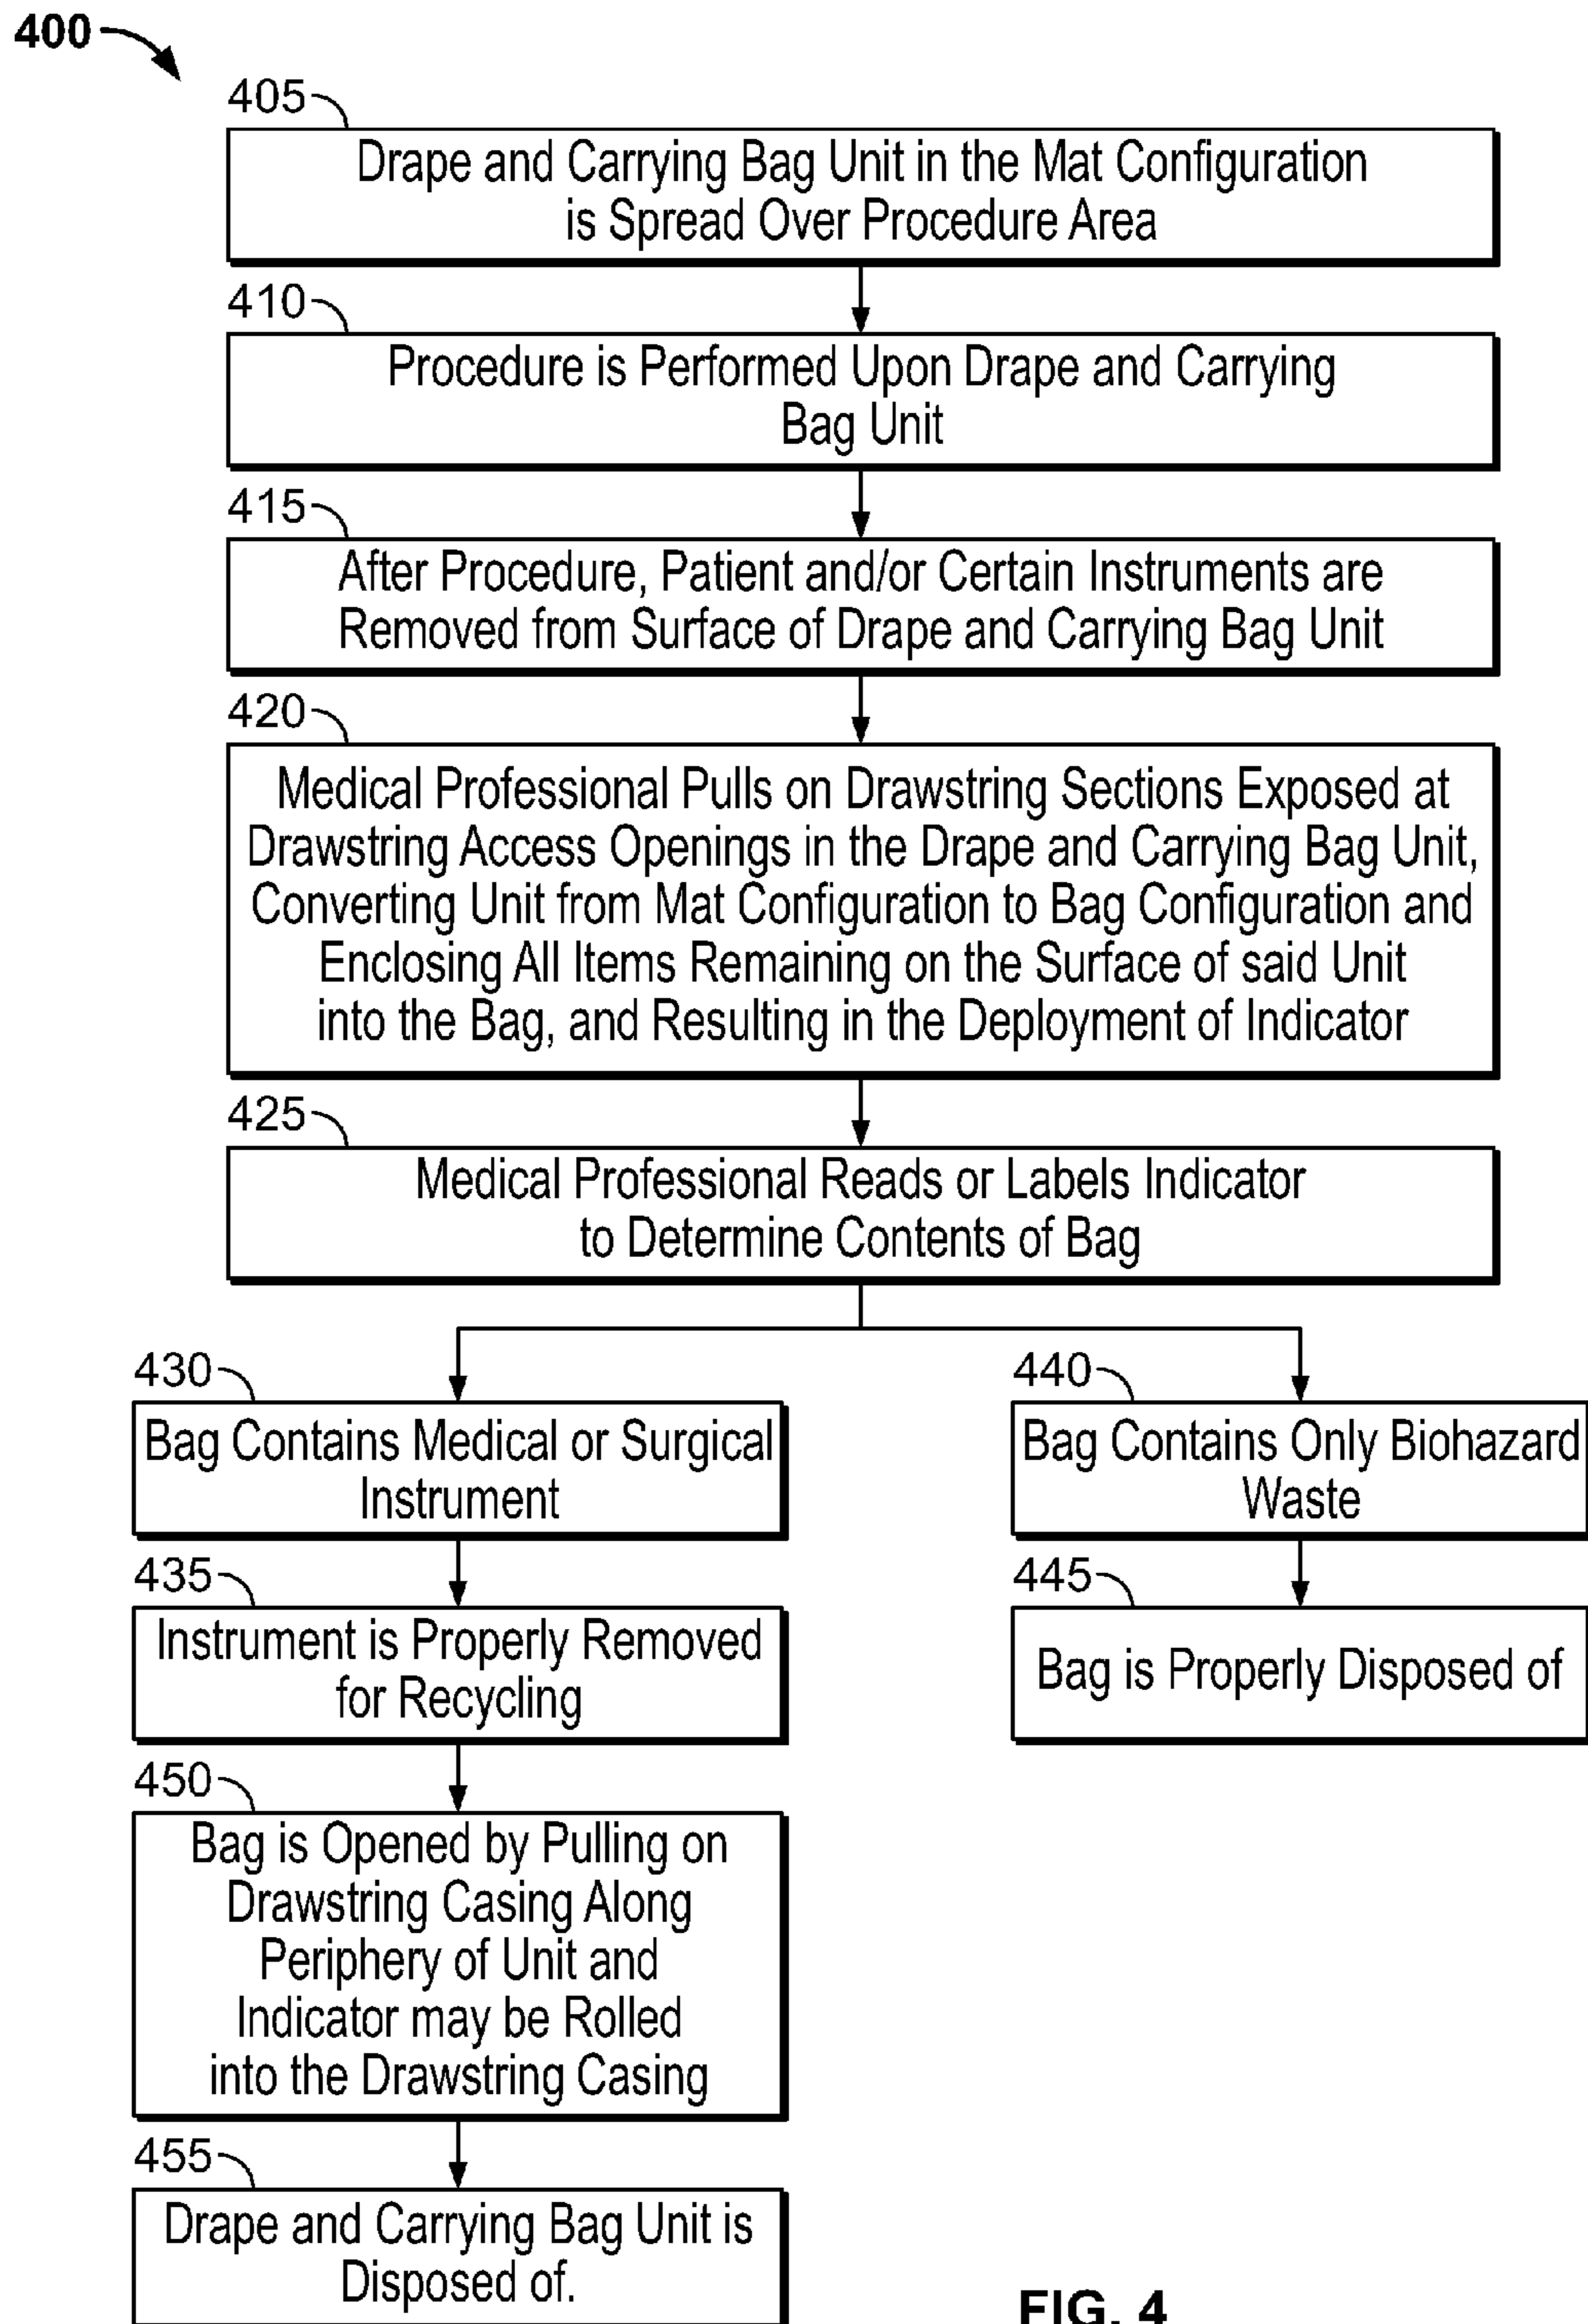 400
405
Drape and Carrying Bag Unit in the Mat Configuration
is Spread Over Procedure Area
410
Procedure is Performed Upon Drape and Carrying
Bag Unit
415
After Procedure, Patient and/or Certain Instruments are
Removed from Surface of Drape and Carrying Bag Unit
420
Medical Professional Pulls on Drawstring Sections Exposed at
Drawstring Access Openings in the Drape and Carrying Bag Unit,
Converting Unit from Mat Configuration to Bag Configuration and
Enclosing All Items Remaining on the Surface of said Unit
into the Bag, and Resulting in the Deployment of Indicator
425
Medical Professional Reads or Labels Indicator
to Determine Contents of Bag
430
Bag Contains Medical or Surgical
Instrument
435
Instrument is Properly Removed
for Recycling
450
Bag is Opened by Pulling on
Drawstring Casing Along
Periphery of Unit and
Indicator may be Rolled
into the Drawstring Casing
455
Drape and Carrying Bag Unit is
Disposed of.
440
Bag Contains Only Biohazard
Waste
445
Bag is Properly Disposed of
FIG. 4